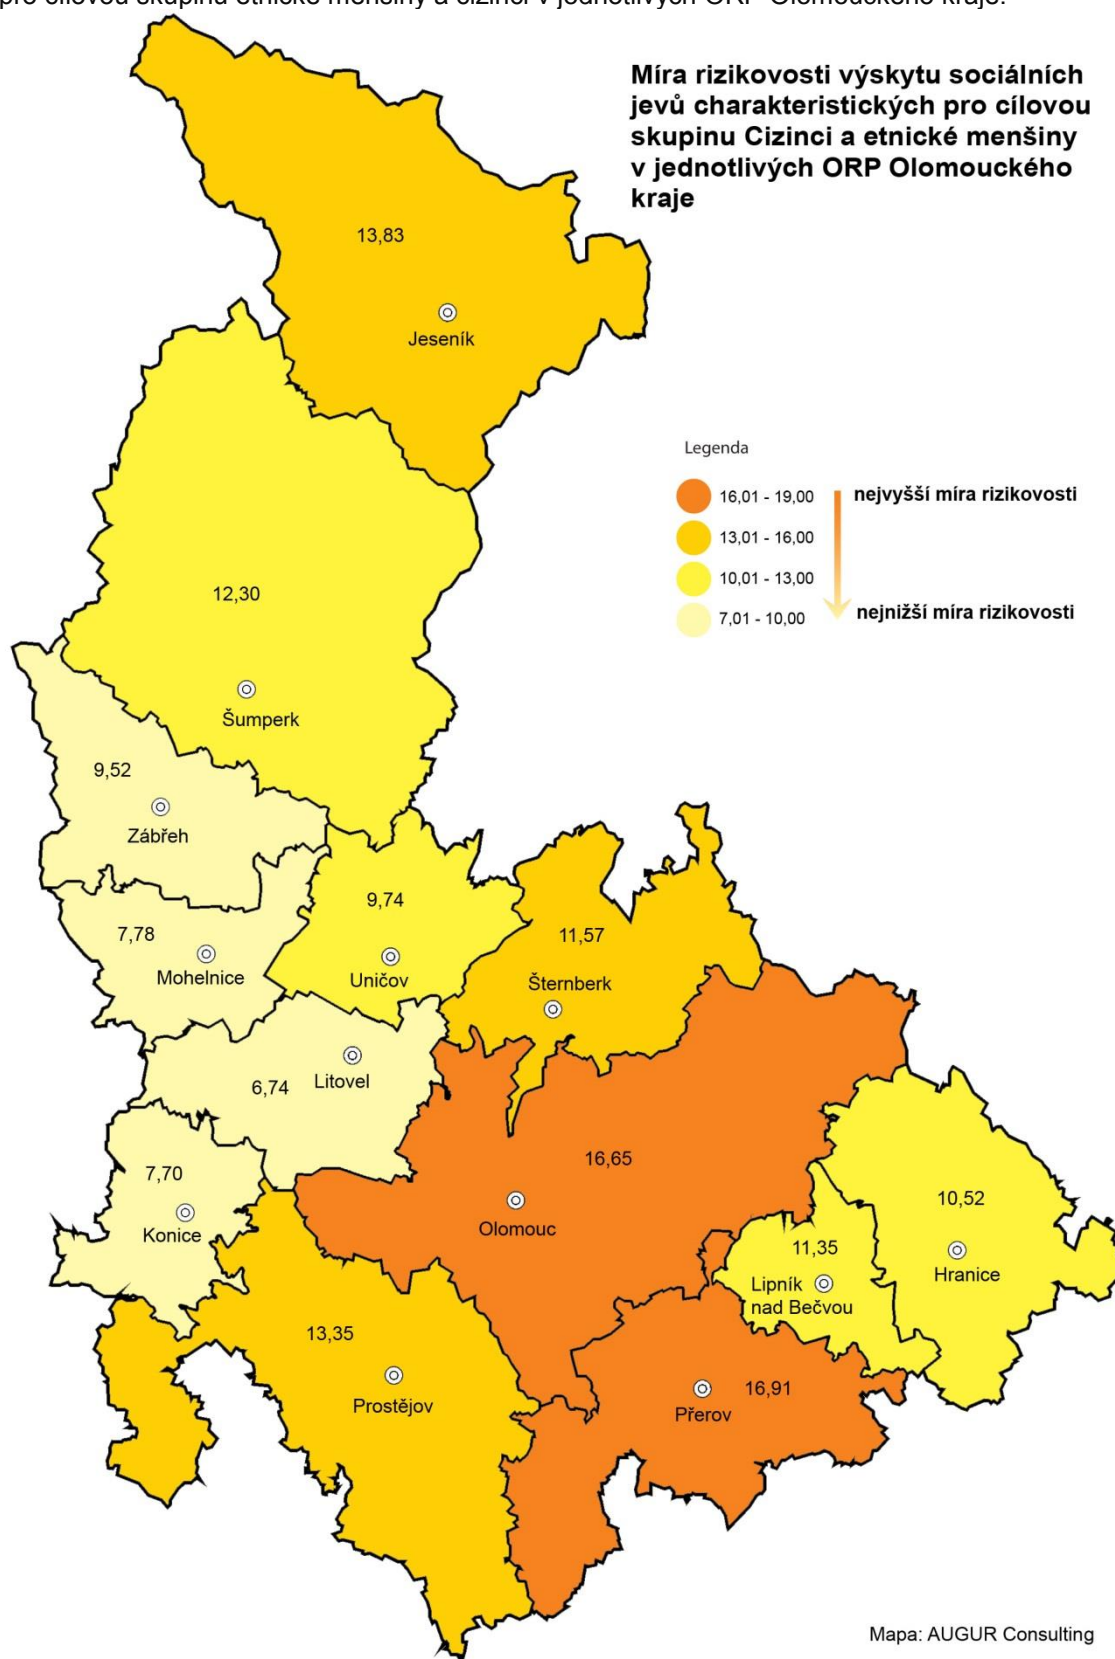 pro cílovou skupinu etnické menšiny a cizinci v jednotlivých ORP Olomouckého kraje.
Míra rizikovosti výskytu sociálních
jevů charakteristických pro cílovou
skupinu Cizinci a etnické menšiny
v jednotlivých ORP Olomouckého
kraje
13,83
Jeseník
Legenda
16,01 - 19,00
nejvyšší míra rizikovosti
13,01 - 16,00
10,01 - 13,00
7,01 - 10,00
nejnižší míra rizikovosti
12,30
Šumperk
9,52
Zábřeh
9,74
Uničov
7,78
Mohelnice
11,57
Šternberk
6,74
Litovel
16,65
Olomouc
7,70
Konice
10,52
Hranice
11,35
Lipník
nad Bečvou
13,35
Prostějov
16,91
Přerov
Mapa: AUGUR Consulting